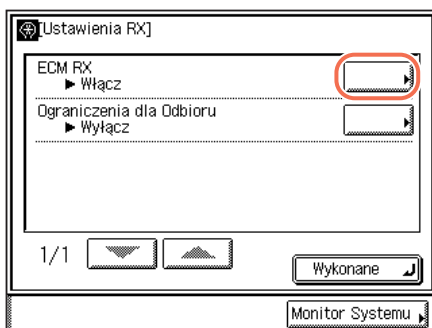 [Ustawienia RX]
ECM RX
► Włącz
Ograniczenia dla Odbioru
► Wyłącz
1/1
Wykonane
Monitor Systemu